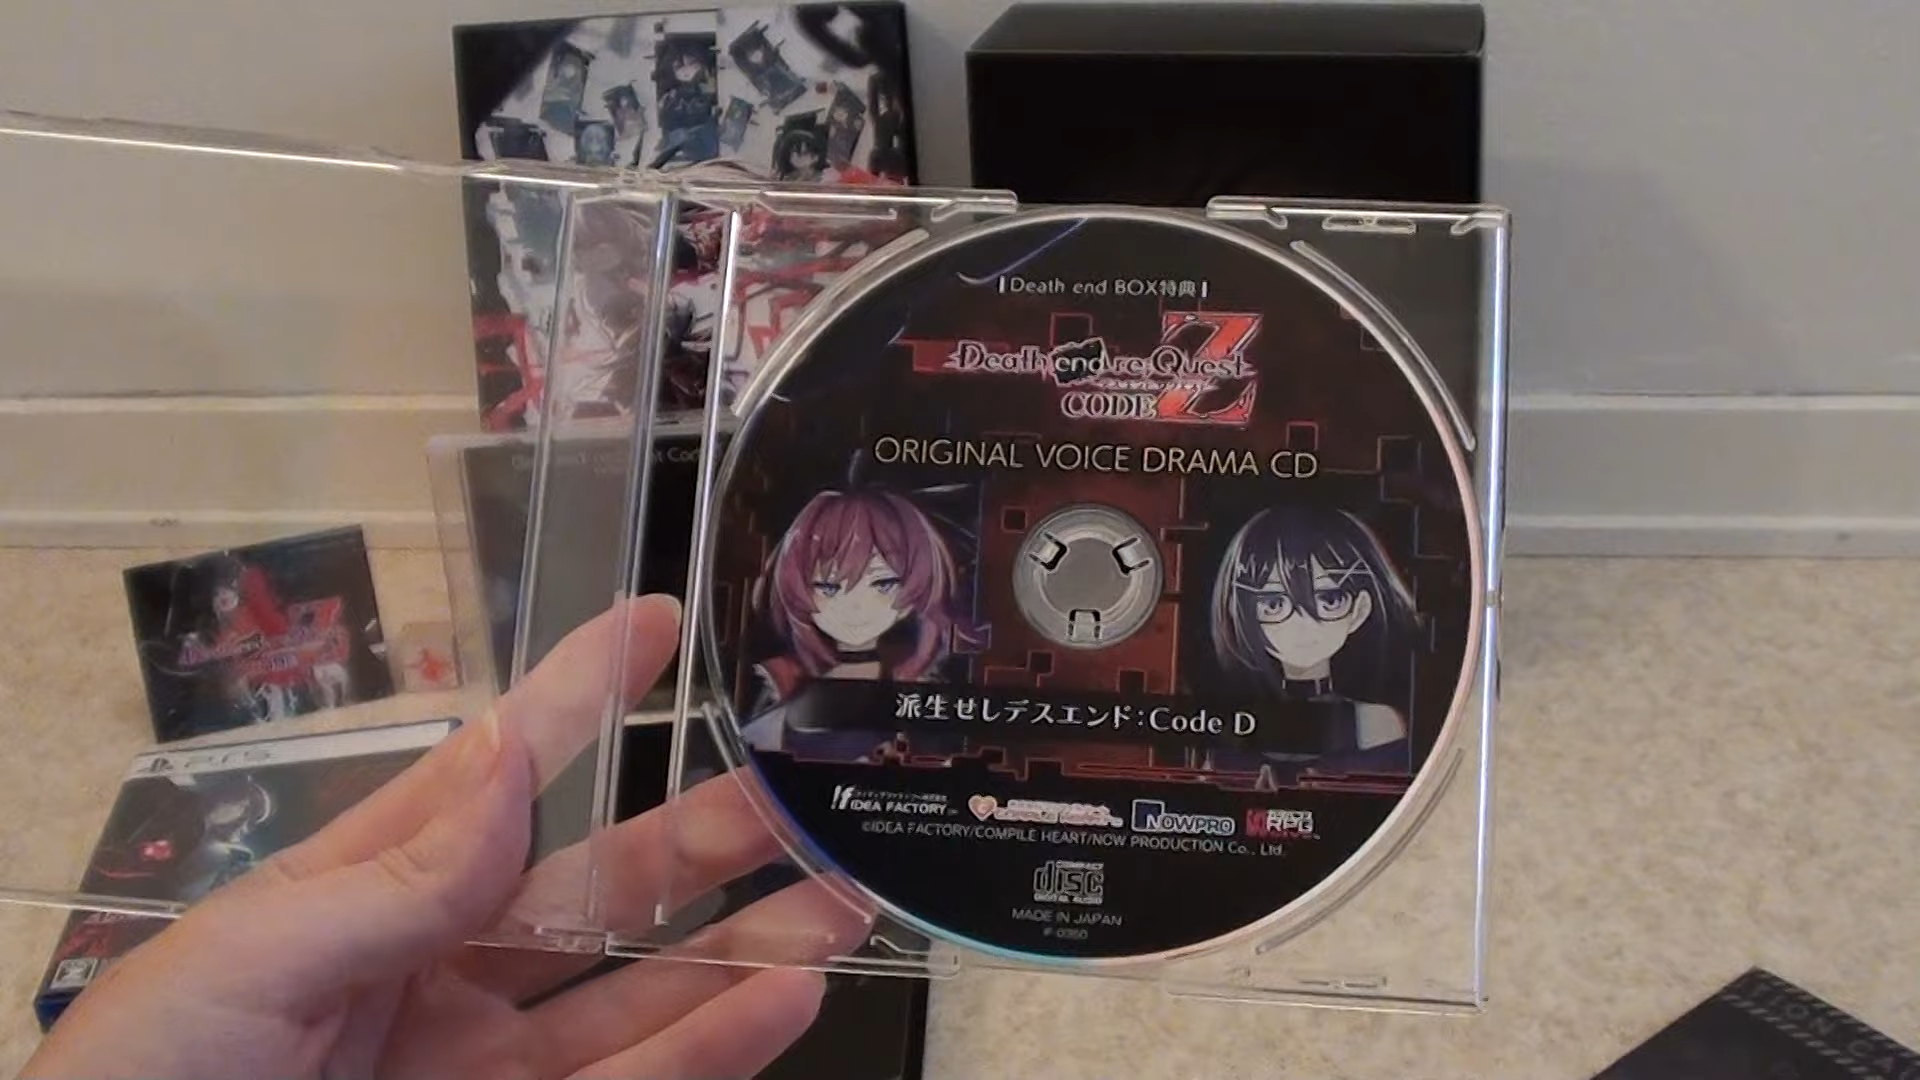 Death end BOX特典
Death end re;Quest
CODE Z
ORIGINAL VOICE DRAMA CD
派生せしデスエンド:Code D
IDEA FACTORY
NOWPRO
©IDEA FACTORY/COMPILE HEART/NOW PRODUCTION Co., Ltd.
COMPACT
disc
DIGITAL AUDIO
MADE IN JAPAN
PS5